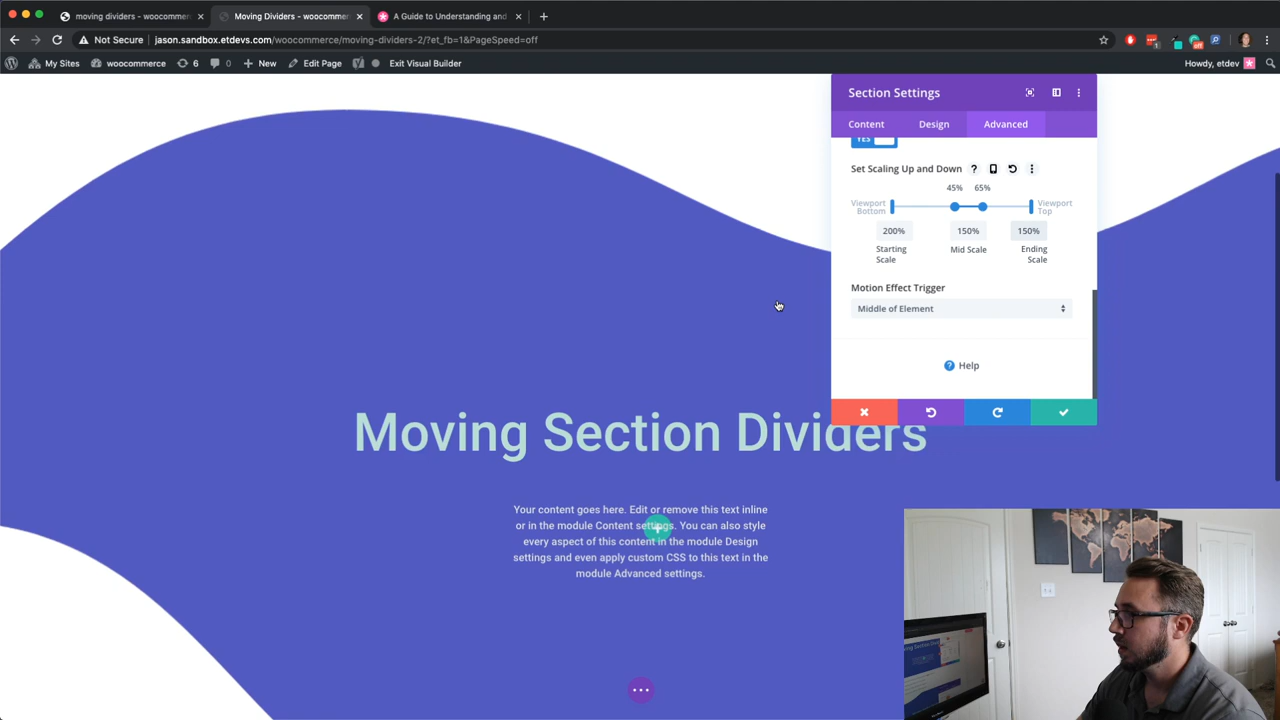 moving dividers - woocommerce
Moving Dividers - woocommerce
A Guide to Understanding and
Not Secure
jason.sandbox.etdevs.com/woocommerce/moving-dividers-2/?et_fb=1&PageSpeed=off
My Sites
woocommerce
6
0
New
Edit Page
Exit Visual Builder
Howdy, etdev
Section Settings
Content
Design
Advanced
YES
Set Scaling Up and Down
45% 65%
Viewport Bottom
Viewport Top
200% 150% 150%
Starting Scale
Mid Scale
Ending Scale
Motion Effect Trigger
Middle of Element
Help
Moving Section Dividers
Your content goes here. Edit or remove this text inline
or in the module Content settings. You can also style
every aspect of this content in the module Design
settings and even apply custom CSS to this text in the
module Advanced settings.